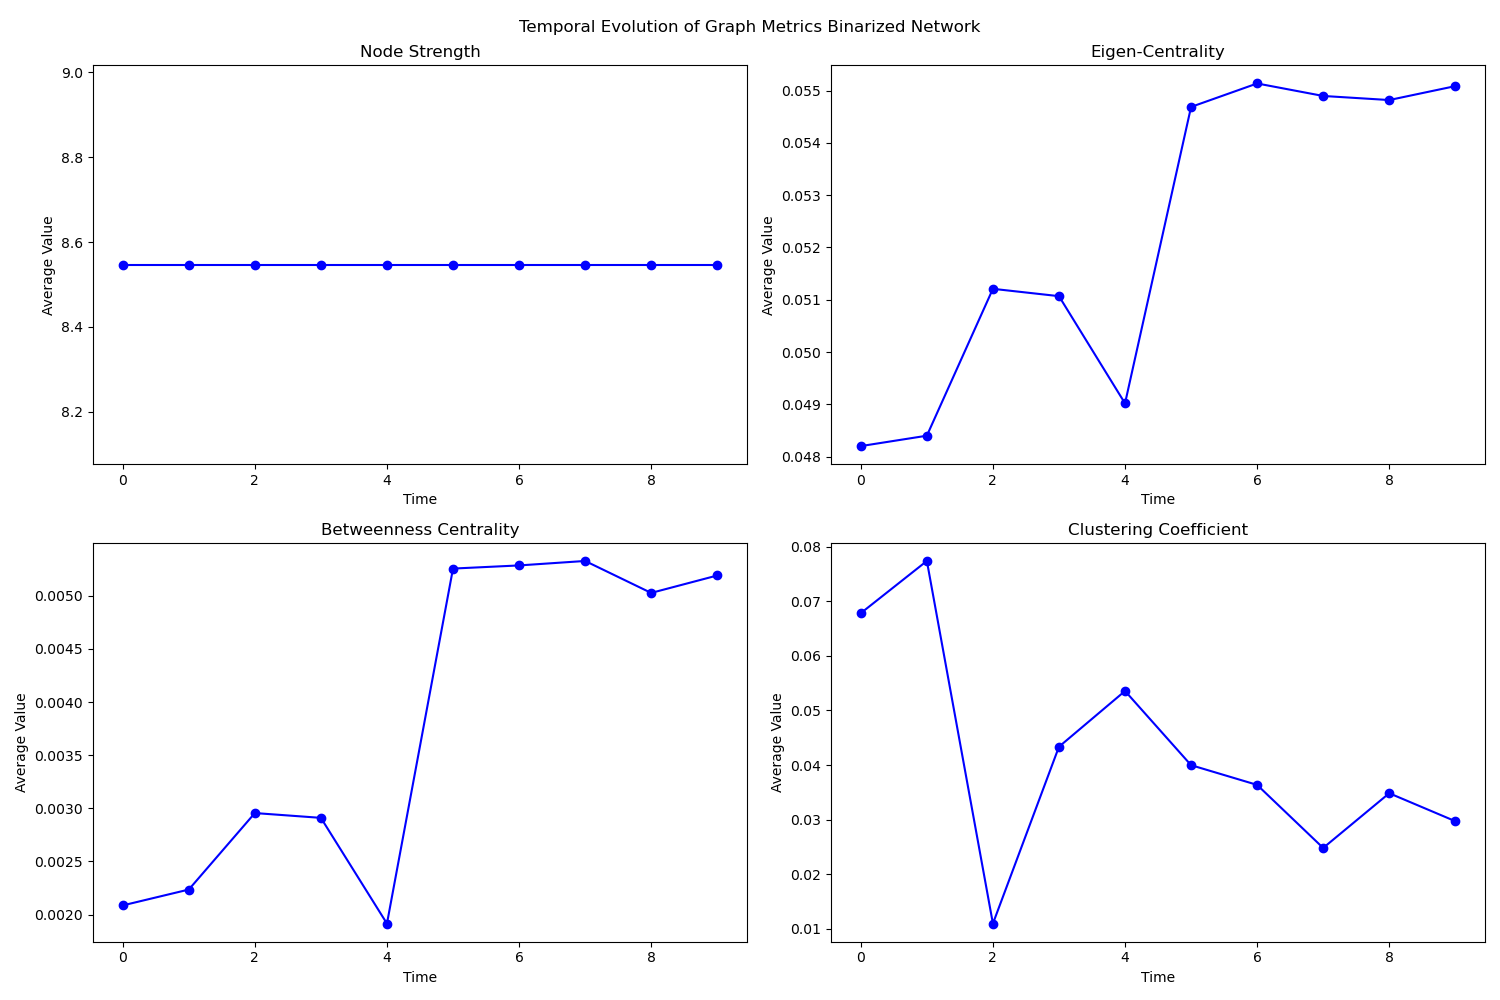 Temporal Evolution of Graph Metrics Binarized Network
Node Strength
9.0
8.8
8.6
8.4
8.2
Average Value
0 2 4 6 8
Time
Eigen-Centrality
0.055
0.054
0.053
0.052
0.051
0.050
0.049
0.048
Average Value
0 2 4 6 8
Time
Betweenness Centrality
0.0050
0.0045
0.0040
0.0035
0.0030
0.0025
0.0020
Average Value
0 2 4 6 8
Time
Clustering Coefficient
0.08
0.07
0.06
0.05
0.04
0.03
0.02
0.01
Average Value
0 2 4 6 8
Time